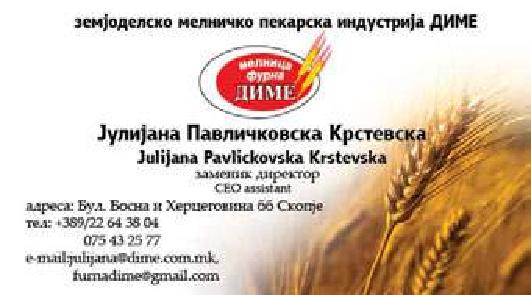 земјоделско мелничко пекарска индустрија ДИМЕ
мелница
фурна
ДИМЕ
Јулијана Павличковска Крстевска
Julijana Pavlickovska Krstevska
заменик директор
CEO assistant
адреса: Бул. Босна и Херцеговина бб Скопје
тел: +389/22 64 38 04
075 43 25 77
e-mail:julijana@dime.com.mk,
furnadime@gmail.com